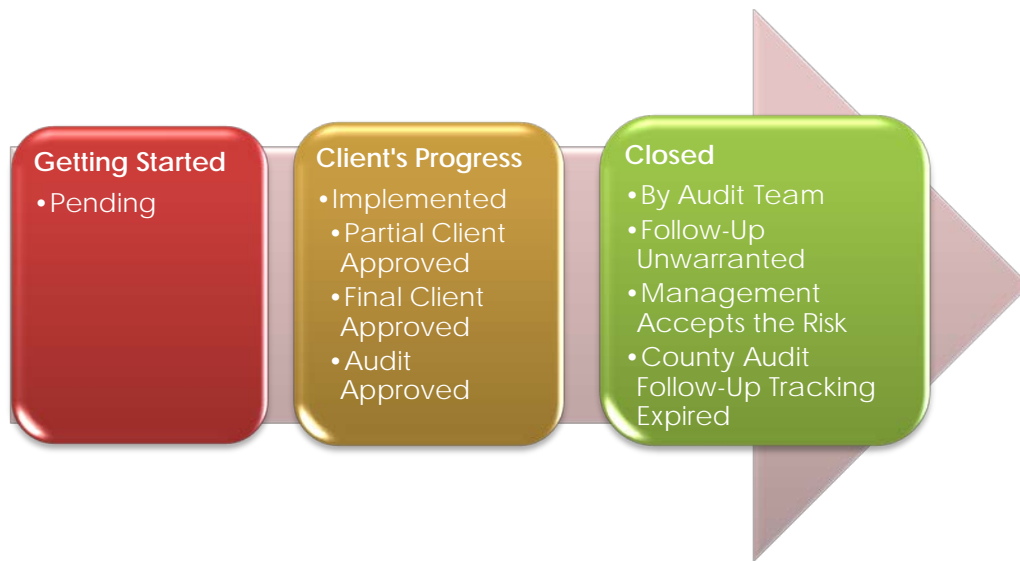 Getting Started
•Pending
Client's Progress
•Implemented
•Partial Client
Approved
•Final Client
Approved
•Audit
Approved
Closed
•By Audit Team
•Follow-Up
Unwarranted
•Management
Accepts the Risk
•County Audit
Follow-Up Tracking
Expired